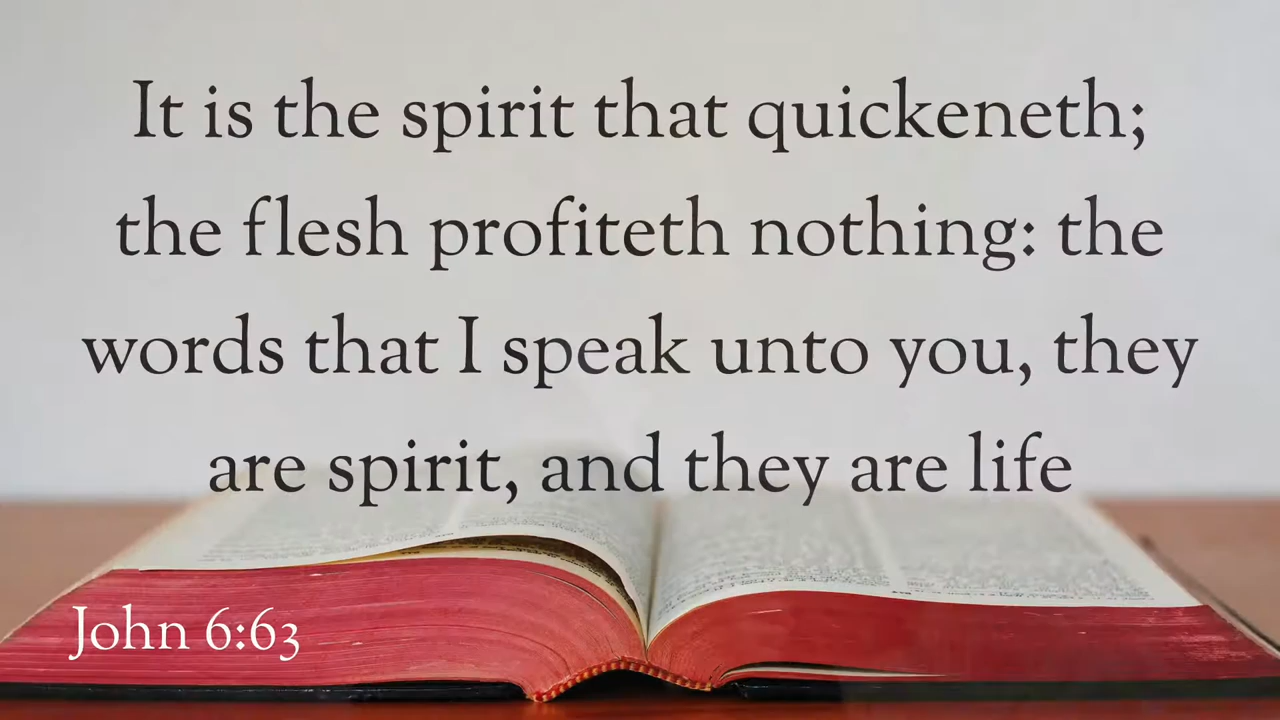 It is the spirit that quickeneth;
the flesh profiteth nothing: the
words that I speak unto you, they
are spirit, and they are life
John 6:63